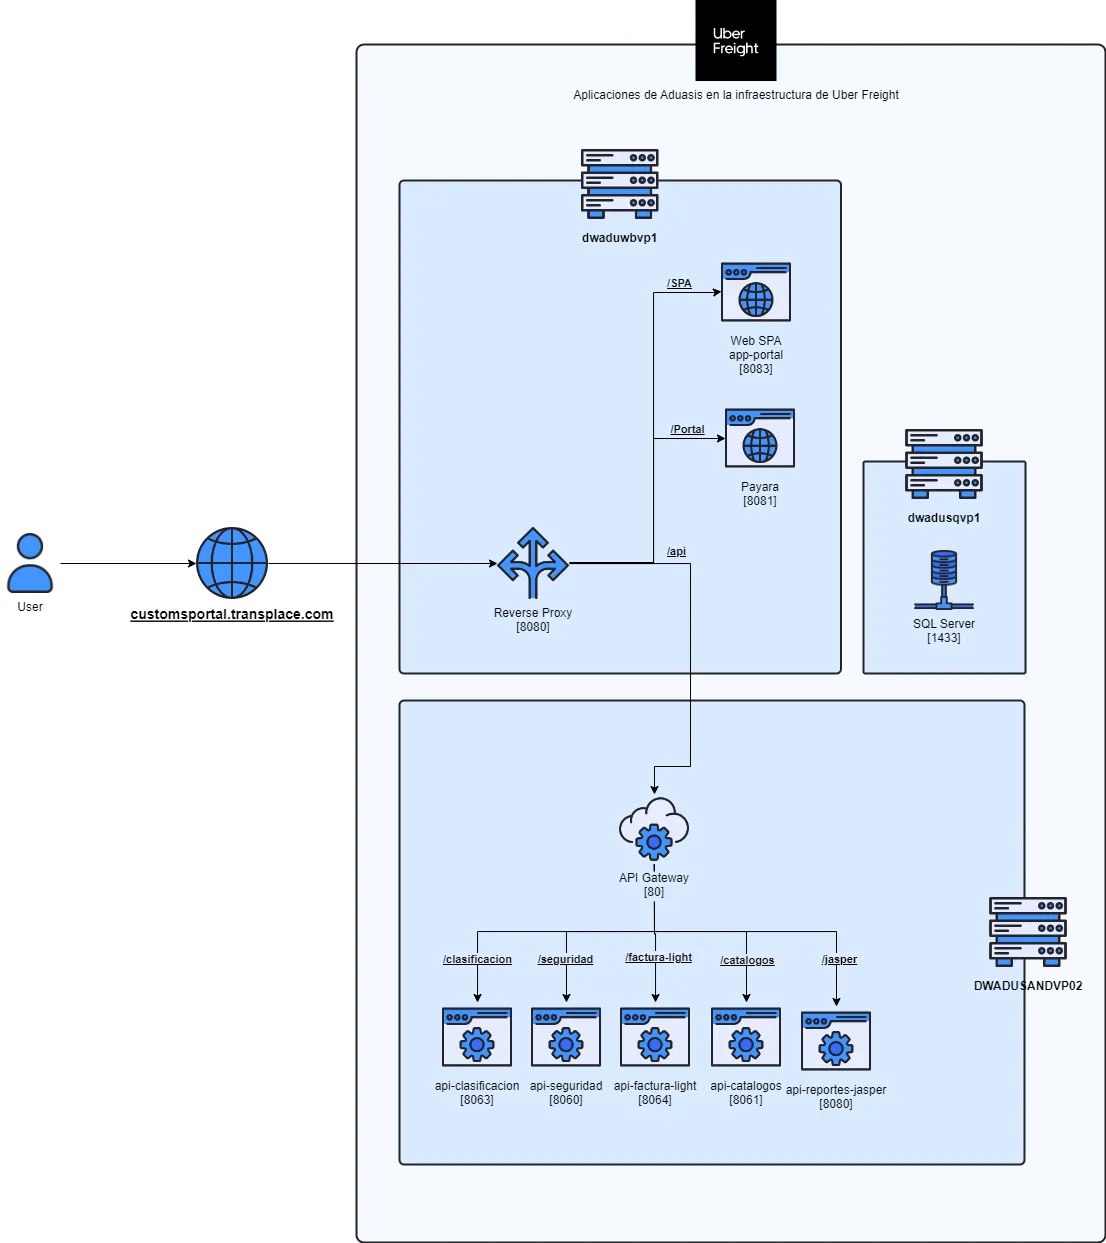 Uber
Freight
Aplicaciones de Aduasis en la infraestructura de Uber Freight
dwaduwbvp1
/SPA
Web SPA
app-portal
[8083]
/Portal
Payara
[8081]
dwadusqvp1
SQL Server
[1433]
User
customsportal.transplace.com
Reverse Proxy
[8080]
/api
API Gateway
[80]
DWADUSANDVP02
/clasificacion
/seguridad
/factura-light
/catalogos
/jasper
api-clasificacion
[8063]
api-seguridad
[8060]
api-factura-light
[8064]
api-catalogos
[8061]
api-reportes-jasper
[8080]